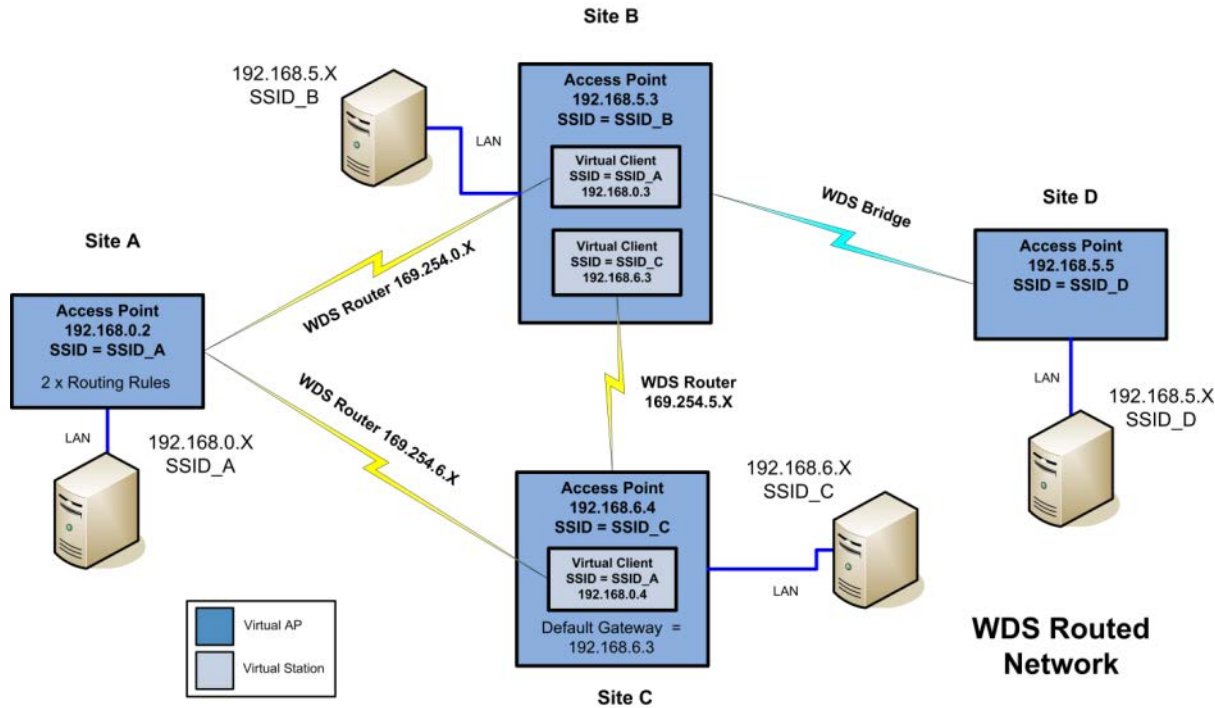 Site B
192.168.5.X
SSID_B
LAN
Access Point
192.168.5.3
SSID = SSID_B
Virtual Client
SSID = SSID_A
192.168.0.3
Virtual Client
SSID = SSID_C
192.168.6.3
WDS Bridge
Site D
Access Point
192.168.5.5
SSID = SSID_D
LAN
192.168.5.X
SSID_D
Site A
Access Point
192.168.0.2
SSID = SSID_A
2 x Routing Rules
LAN
192.168.0.X
SSID_A
WDS Router 169.254.0.X
WDS Router 169.254.6.X
WDS Router
169.254.5.X
Access Point
192.168.6.4
SSID = SSID_C
Virtual Client
SSID = SSID_A
192.168.0.4
Default Gateway =
192.168.6.3
Site C
192.168.6.X
SSID_C
LAN
Virtual AP
Virtual Station
WDS Routed
Network